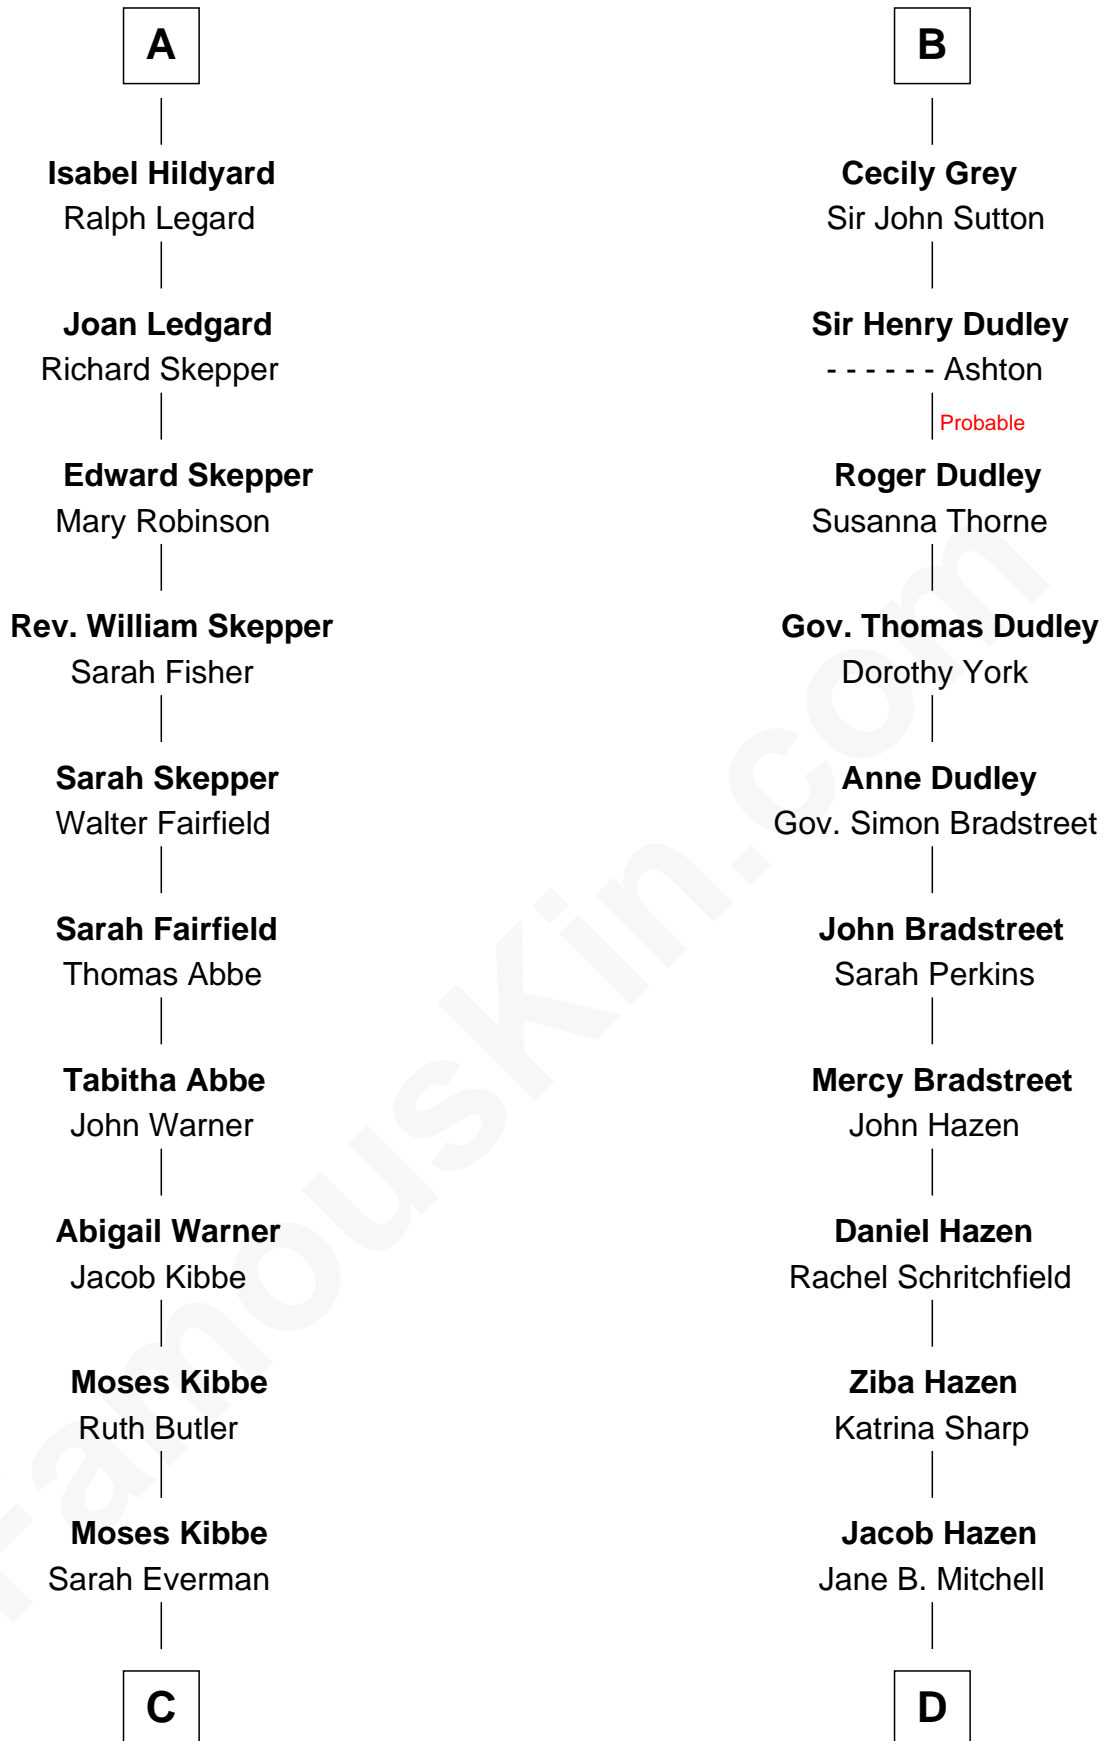 A
Isabel Hildyard
Ralph Legard
Joan Ledgard
Richard Skepper
Edward Skepper
Mary Robinson
Rev. William Skepper
Sarah Fisher
Sarah Skepper
Walter Fairfield
Sarah Fairfield
Thomas Abbe
Tabitha Abbe
John Warner
Abigail Warner
Jacob Kibbe
Moses Kibbe
Ruth Butler
Moses Kibbe
Sarah Everman
C
B
Cecily Grey
Sir John Sutton
Sir Henry Dudley
- - - - - - Ashton
Probable
Roger Dudley
Susanna Thorne
Gov. Thomas Dudley
Dorothy York
Anne Dudley
Gov. Simon Bradstreet
John Bradstreet
Sarah Perkins
Mercy Bradstreet
John Hazen
Daniel Hazen
Rachel Schritchfield
Ziba Hazen
Katrina Sharp
Jacob Hazen
Jane B. Mitchell
D
FamousKin.com